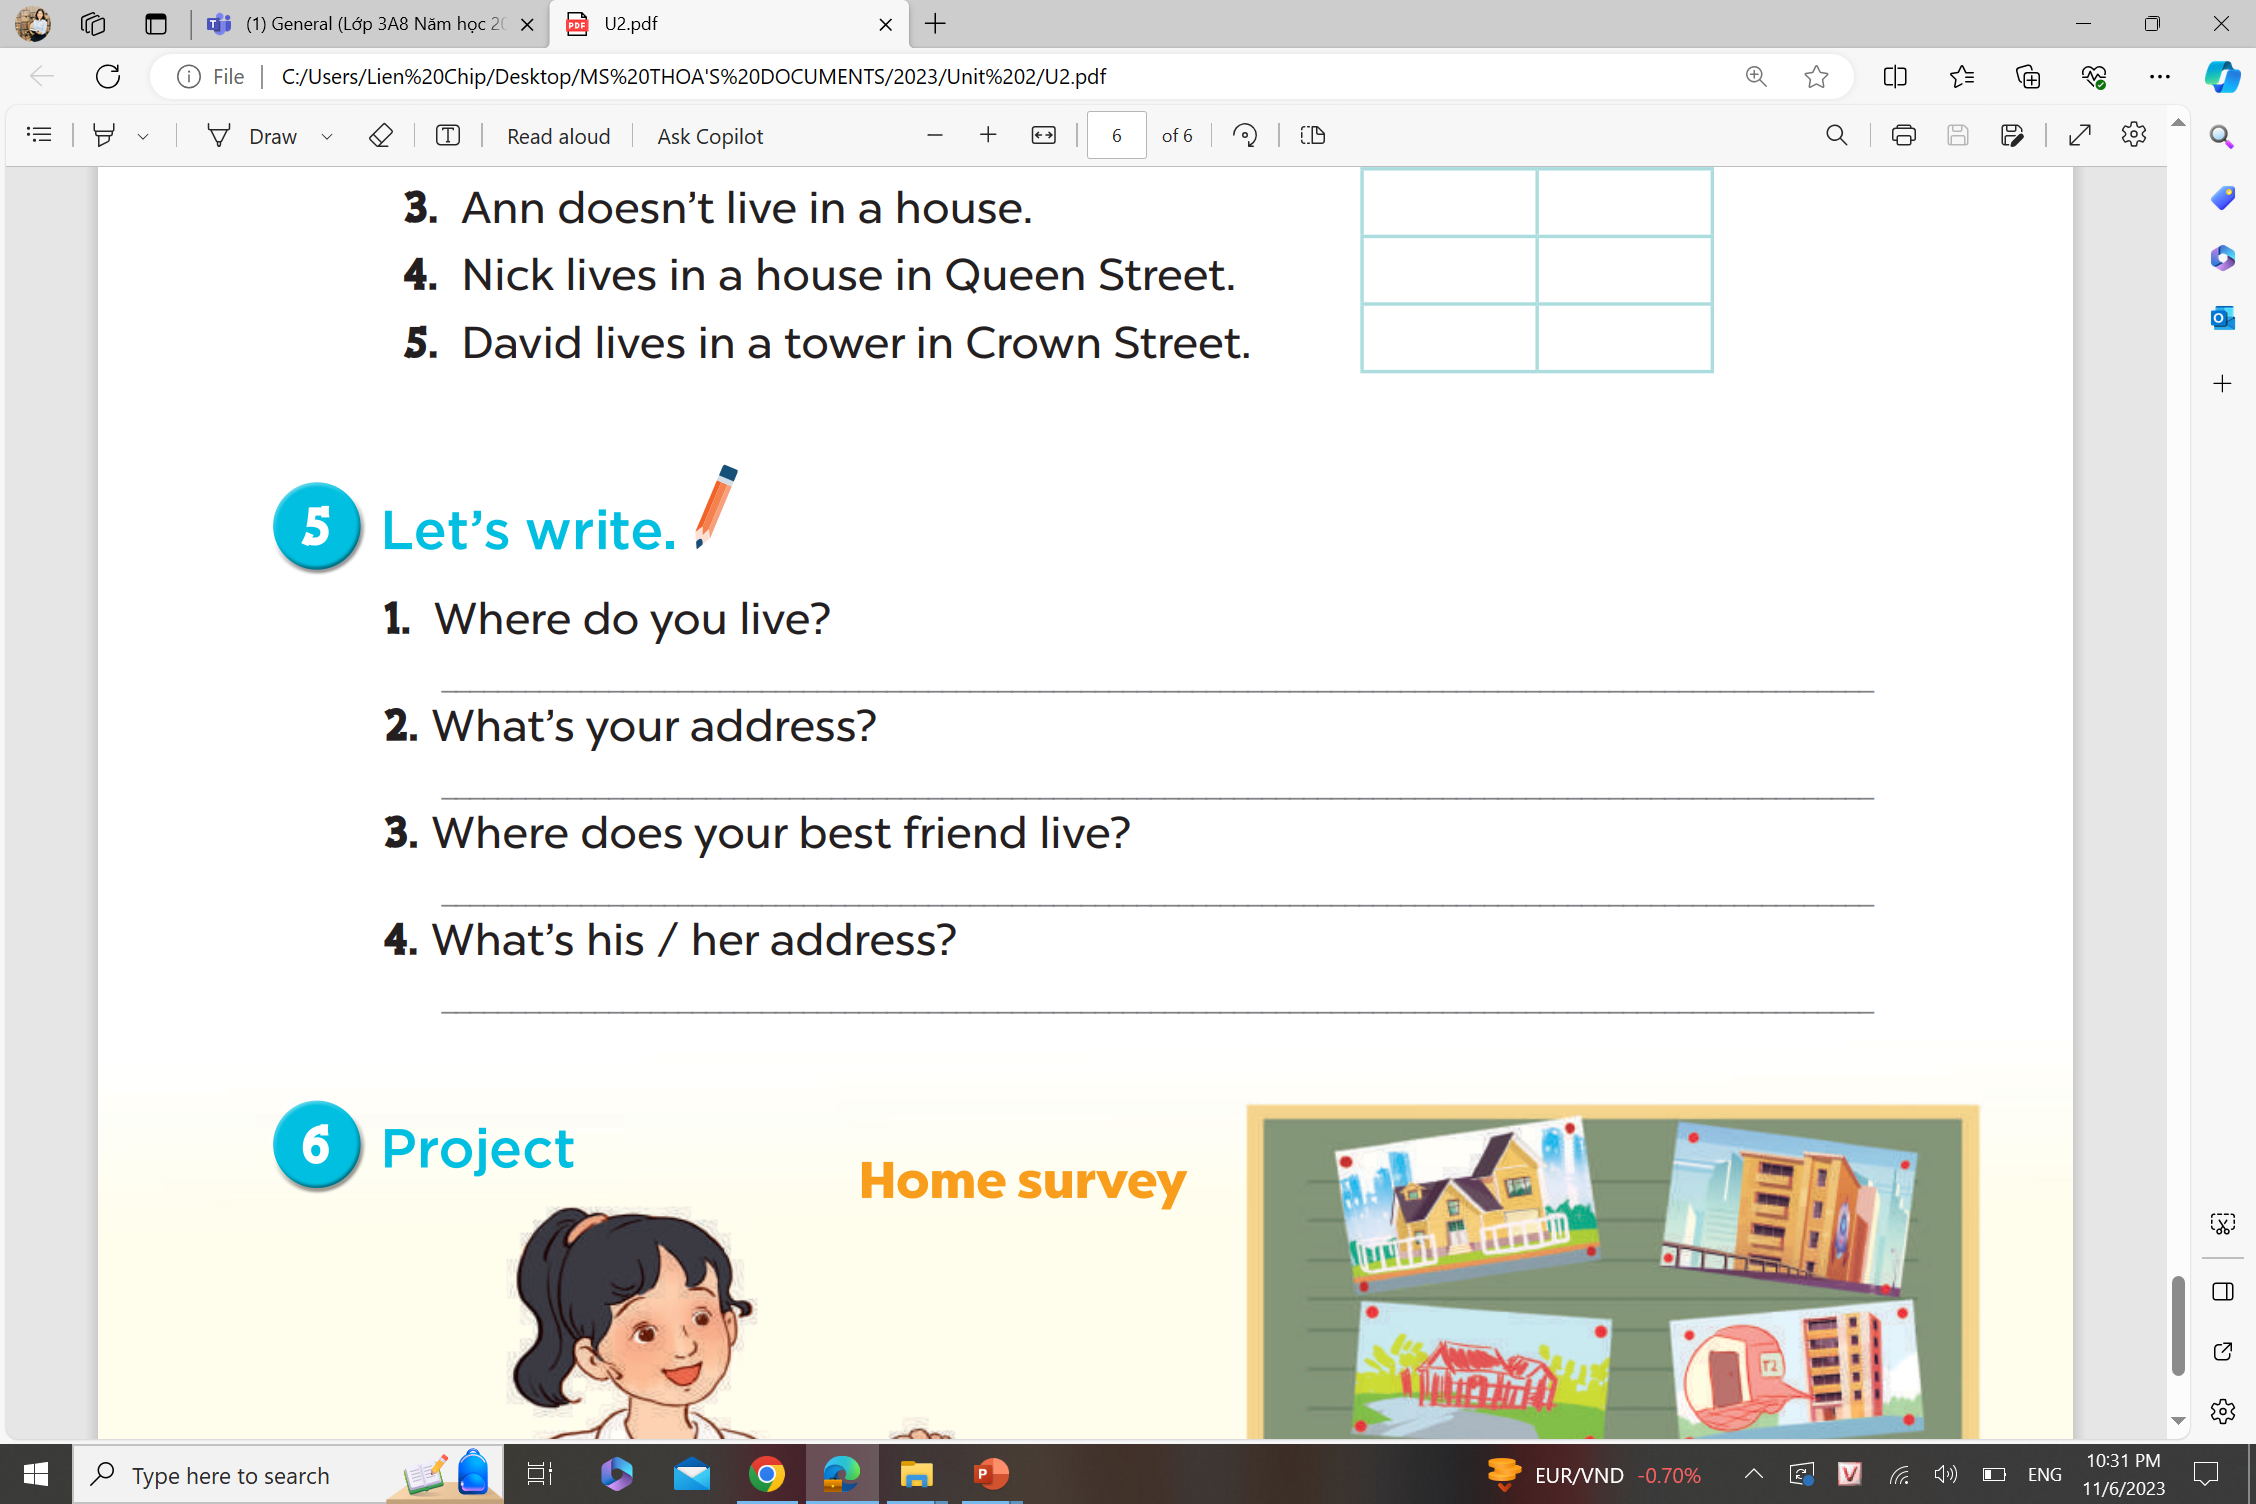 (1) General (Lớp 3A8 Năm học 20
U2.pdf
File
C:/Users/Lien%20Chip/Desktop/MS%20THOA'S%20DOCUMENTS/2023/Unit%202/U2.pdf
Draw
Read aloud
Ask Copilot
6 of 6
3. Ann doesn't live in a house.
4. Nick lives in a house in Queen Street.
5. David lives in a tower in Crown Street.
5 Let's write.
1. Where do you live?
2. What's your address?
3. Where does your best friend live?
4. What's his / her address?
6 Project
Home survey
12
Type here to search
EUR/VND -0.70%
ENG
10:31 PM
11/6/2023